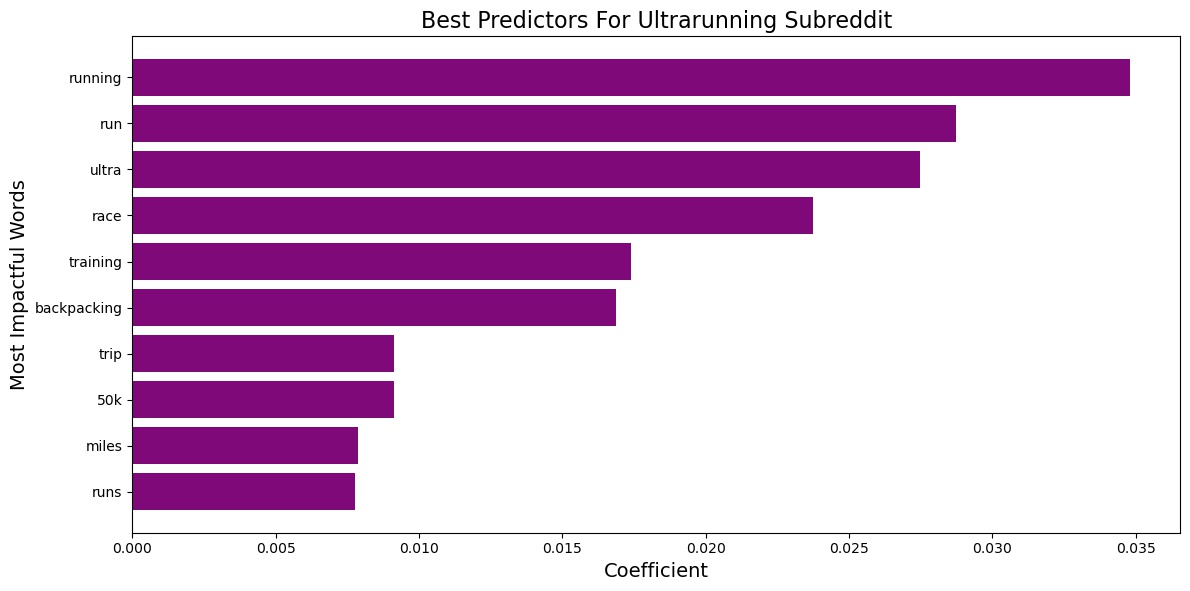 Best Predictors For Ultrarunning Subreddit
Most Impactful Words
running
run
ultra
race
training
backpacking
trip
50k
miles
runs
0.000 0.005 0.010 0.015 0.020 0.025 0.030 0.035
Coefficient